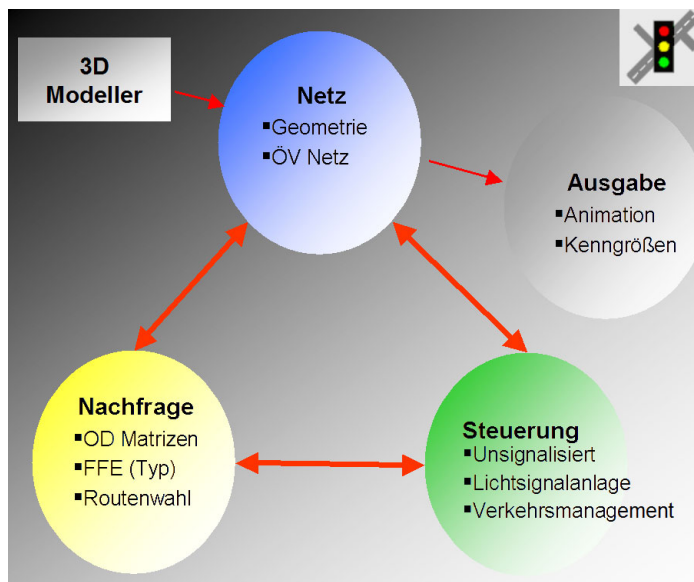 3D
Modeller
Netz
▪Geometrie
▪ÖV Netz
Ausgabe
▪Animation
▪Kenngrößen
Nachfrage
▪OD Matrizen
▪FFE (Typ)
▪Routenwahl
Steuerung
▪Unsignalisiert
▪Lichtsignalanlage
▪Verkehrsmanagement